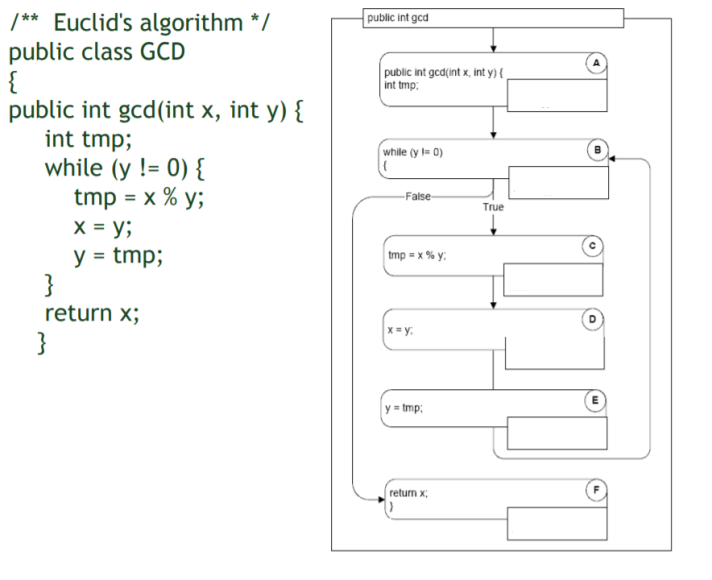 /** Euclid's algorithm */
public class GCD
{
public int gcd(int x, int y) {
int tmp;
while (y != 0) {
tmp = x % y;
x = y;
y = tmp;
}
return x;
}
public int gcd
A
public int gcd(int x, int y) {
int tmp;
B
while (y != 0)
{
False
True
C
tmp = x % y;
D
x = y;
E
y = tmp;
F
return x;
}